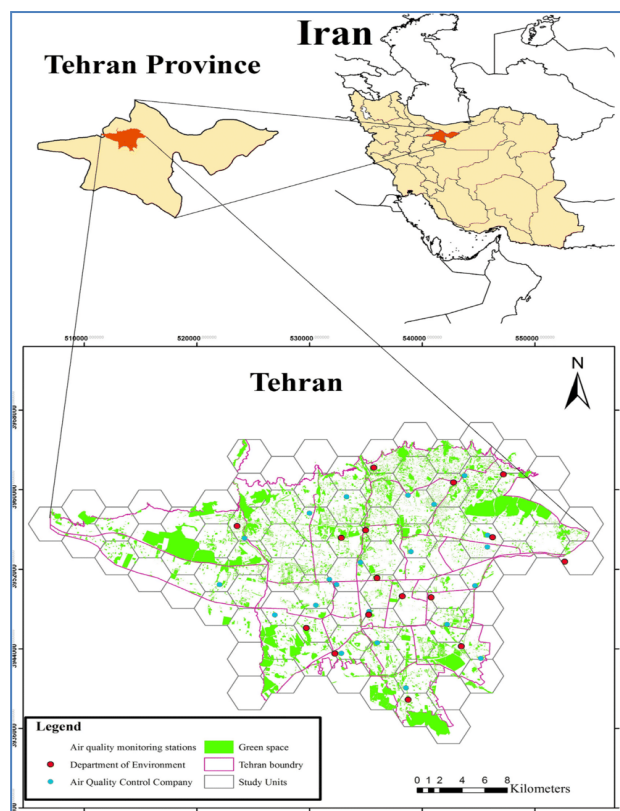 Iran
Tehran Province
510000 520000 530000 540000 550000
Tehran
N
Legend
Air quality monitoring stations
Green space
Department of Environment
Tehran boundry
Air Quality Control Company
Study Units
0 1 2 4 6 8
Kilometers